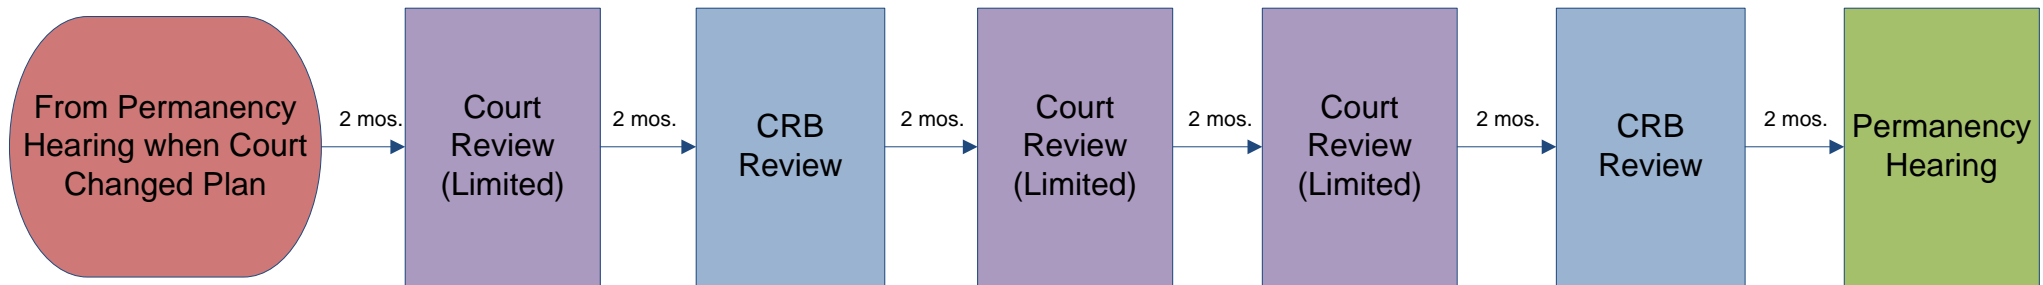 From Permanency
Hearing when Court
Changed Plan
2 mos.
Court
Review
(Limited)
2 mos.
CRB
Review
2 mos.
Court
Review
(Limited)
2 mos.
Court
Review
(Limited)
2 mos.
CRB
Review
2 mos.
Permanency
Hearing